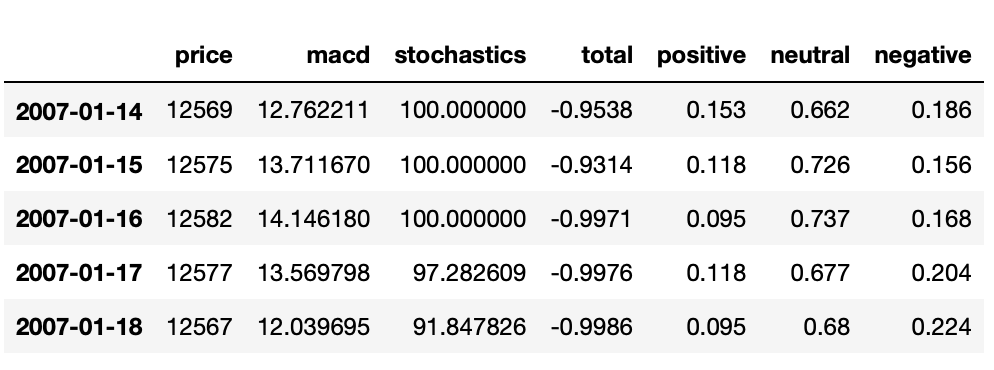 price macd stochastics total positive neutral negative
2007-01-14 12569 12.762211 100.000000 -0.9538 0.153 0.662 0.186
2007-01-15 12575 13.711670 100.000000 -0.9314 0.118 0.726 0.156
2007-01-16 12582 14.146180 100.000000 -0.9971 0.095 0.737 0.168
2007-01-17 12577 13.569798 97.282609 -0.9976 0.118 0.677 0.204
2007-01-18 12567 12.039695 91.847826 -0.9986 0.095 0.68 0.224